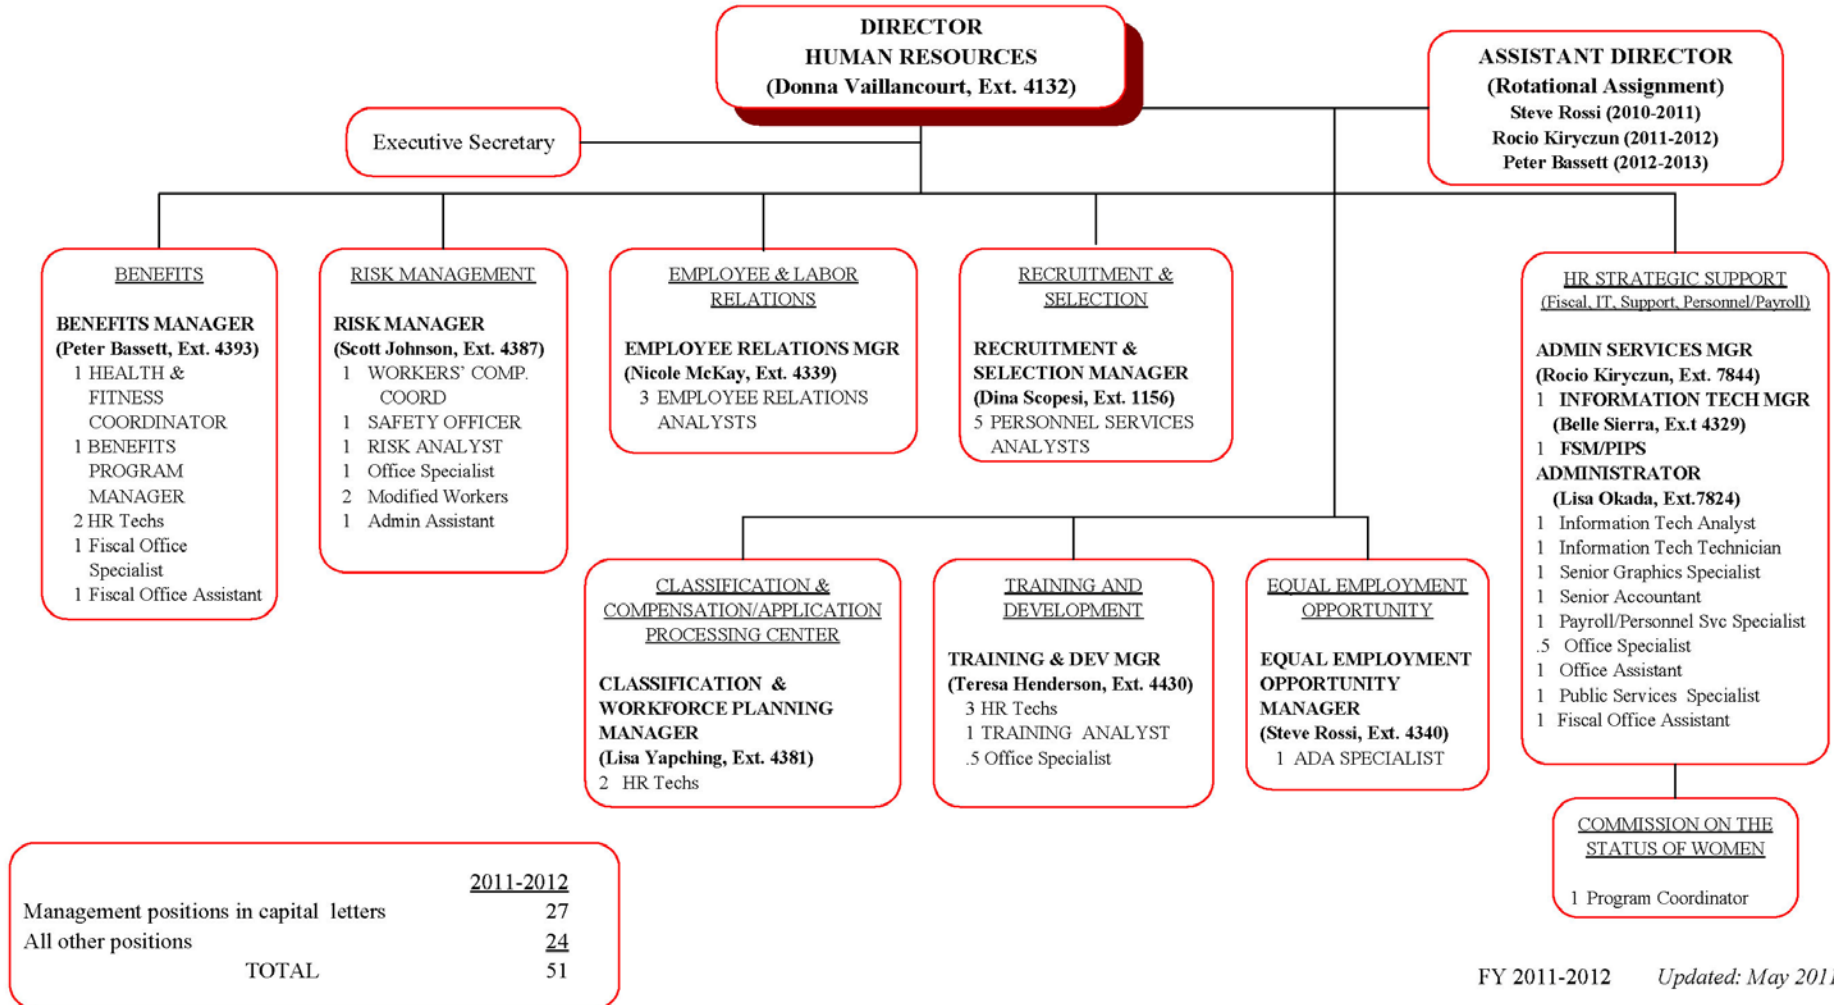 DIRECTOR
HUMAN RESOURCES
(Donna Vaillancourt, Ext. 4132)
ASSISTANT DIRECTOR
(Rotational Assignment)
Steve Rossi (2010-2011)
Rocio Kiryczun (2011-2012)
Peter Bassett (2012-2013)
Executive Secretary
BENEFITS
BENEFITS MANAGER
(Peter Bassett, Ext. 4393)
1 HEALTH &
FITNESS
COORDINATOR
1 BENEFITS
PROGRAM
MANAGER
2 HR Techs
1 Fiscal Office
Specialist
1 Fiscal Office Assistant
RISK MANAGEMENT
RISK MANAGER
(Scott Johnson, Ext. 4387)
1 WORKERS' COMP.
COORD
1 SAFETY OFFICER
1 RISK ANALYST
1 Office Specialist
2 Modified Workers
1 Admin Assistant
EMPLOYEE & LABOR
RELATIONS
EMPLOYEE RELATIONS MGR
(Nicole McKay, Ext. 4339)
3 EMPLOYEE RELATIONS
ANALYSTS
RECRUITMENT &
SELECTION
RECRUITMENT &
SELECTION MANAGER
(Dina Scopesi, Ext. 1156)
5 PERSONNEL SERVICES
ANALYSTS
HR STRATEGIC SUPPORT
(Fiscal, IT, Support, Personnel/Payroll)
ADMIN SERVICES MGR
(Rocio Kiryczun, Ext. 7844)
1 INFORMATION TECH MGR
(Belle Sierra, Ex.t 4329)
1 FSM/PIPS
ADMINISTRATOR
(Lisa Okada, Ext.7824)
1 Information Tech Analyst
1 Information Tech Technician
1 Senior Graphics Specialist
1 Senior Accountant
1 Payroll/Personnel Svc Specialist
.5 Office Specialist
1 Office Assistant
1 Public Services Specialist
1 Fiscal Office Assistant
CLASSIFICATION &
COMPENSATION/APPLICATION
PROCESSING CENTER
CLASSIFICATION &
WORKFORCE PLANNING
MANAGER
(Lisa Yapching, Ext. 4381)
2 HR Techs
TRAINING AND
DEVELOPMENT
TRAINING & DEV MGR
(Teresa Henderson, Ext. 4430)
3 HR Techs
1 TRAINING ANALYST
.5 Office Specialist
EQUAL EMPLOYMENT
OPPORTUNITY
EQUAL EMPLOYMENT
OPPORTUNITY
MANAGER
(Steve Rossi, Ext. 4340)
1 ADA SPECIALIST
COMMISSION ON THE
STATUS OF WOMEN
1 Program Coordinator
2011-2012
Management positions in capital letters 27
All other positions 24
TOTAL 51
FY 2011-2012 Updated: May 2011